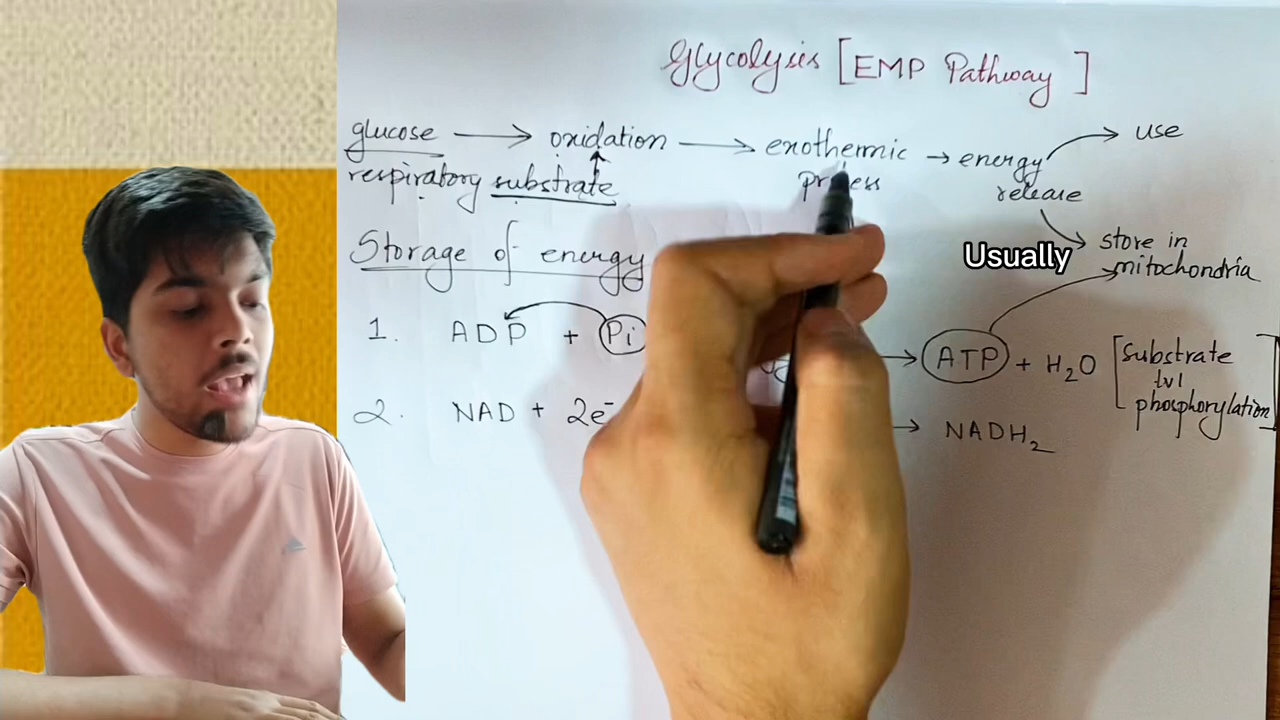 Glycolysis [EMP Pathway]
glucose → oxidation → exothermic → energy → use
respiratory substrate process release
Storage of energy store in
mitochondria
Usually
1. ADP + Pi → ATP + H2O [substrate
lvl
phosphorylation]
2. NAD + 2e- → NADH2